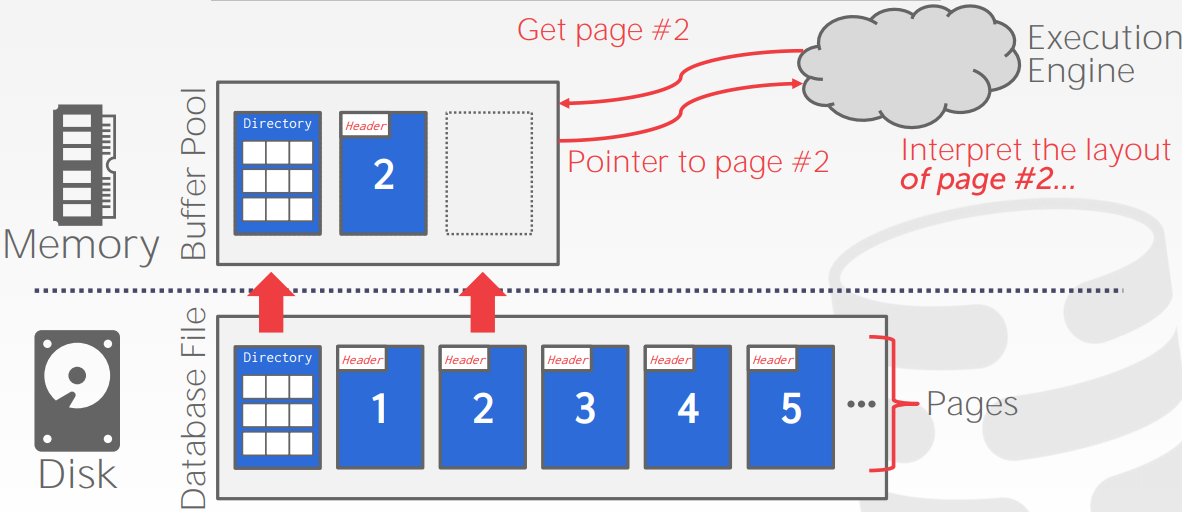 Get page #2
Execution
Engine
Buffer Pool
Directory
Header
2
Pointer to page #2
Interpret the layout
of page #2...
Memory
Database File
Directory
Header
1
Header
2
Header
3
Header
4
Header
5
...
Pages
Disk